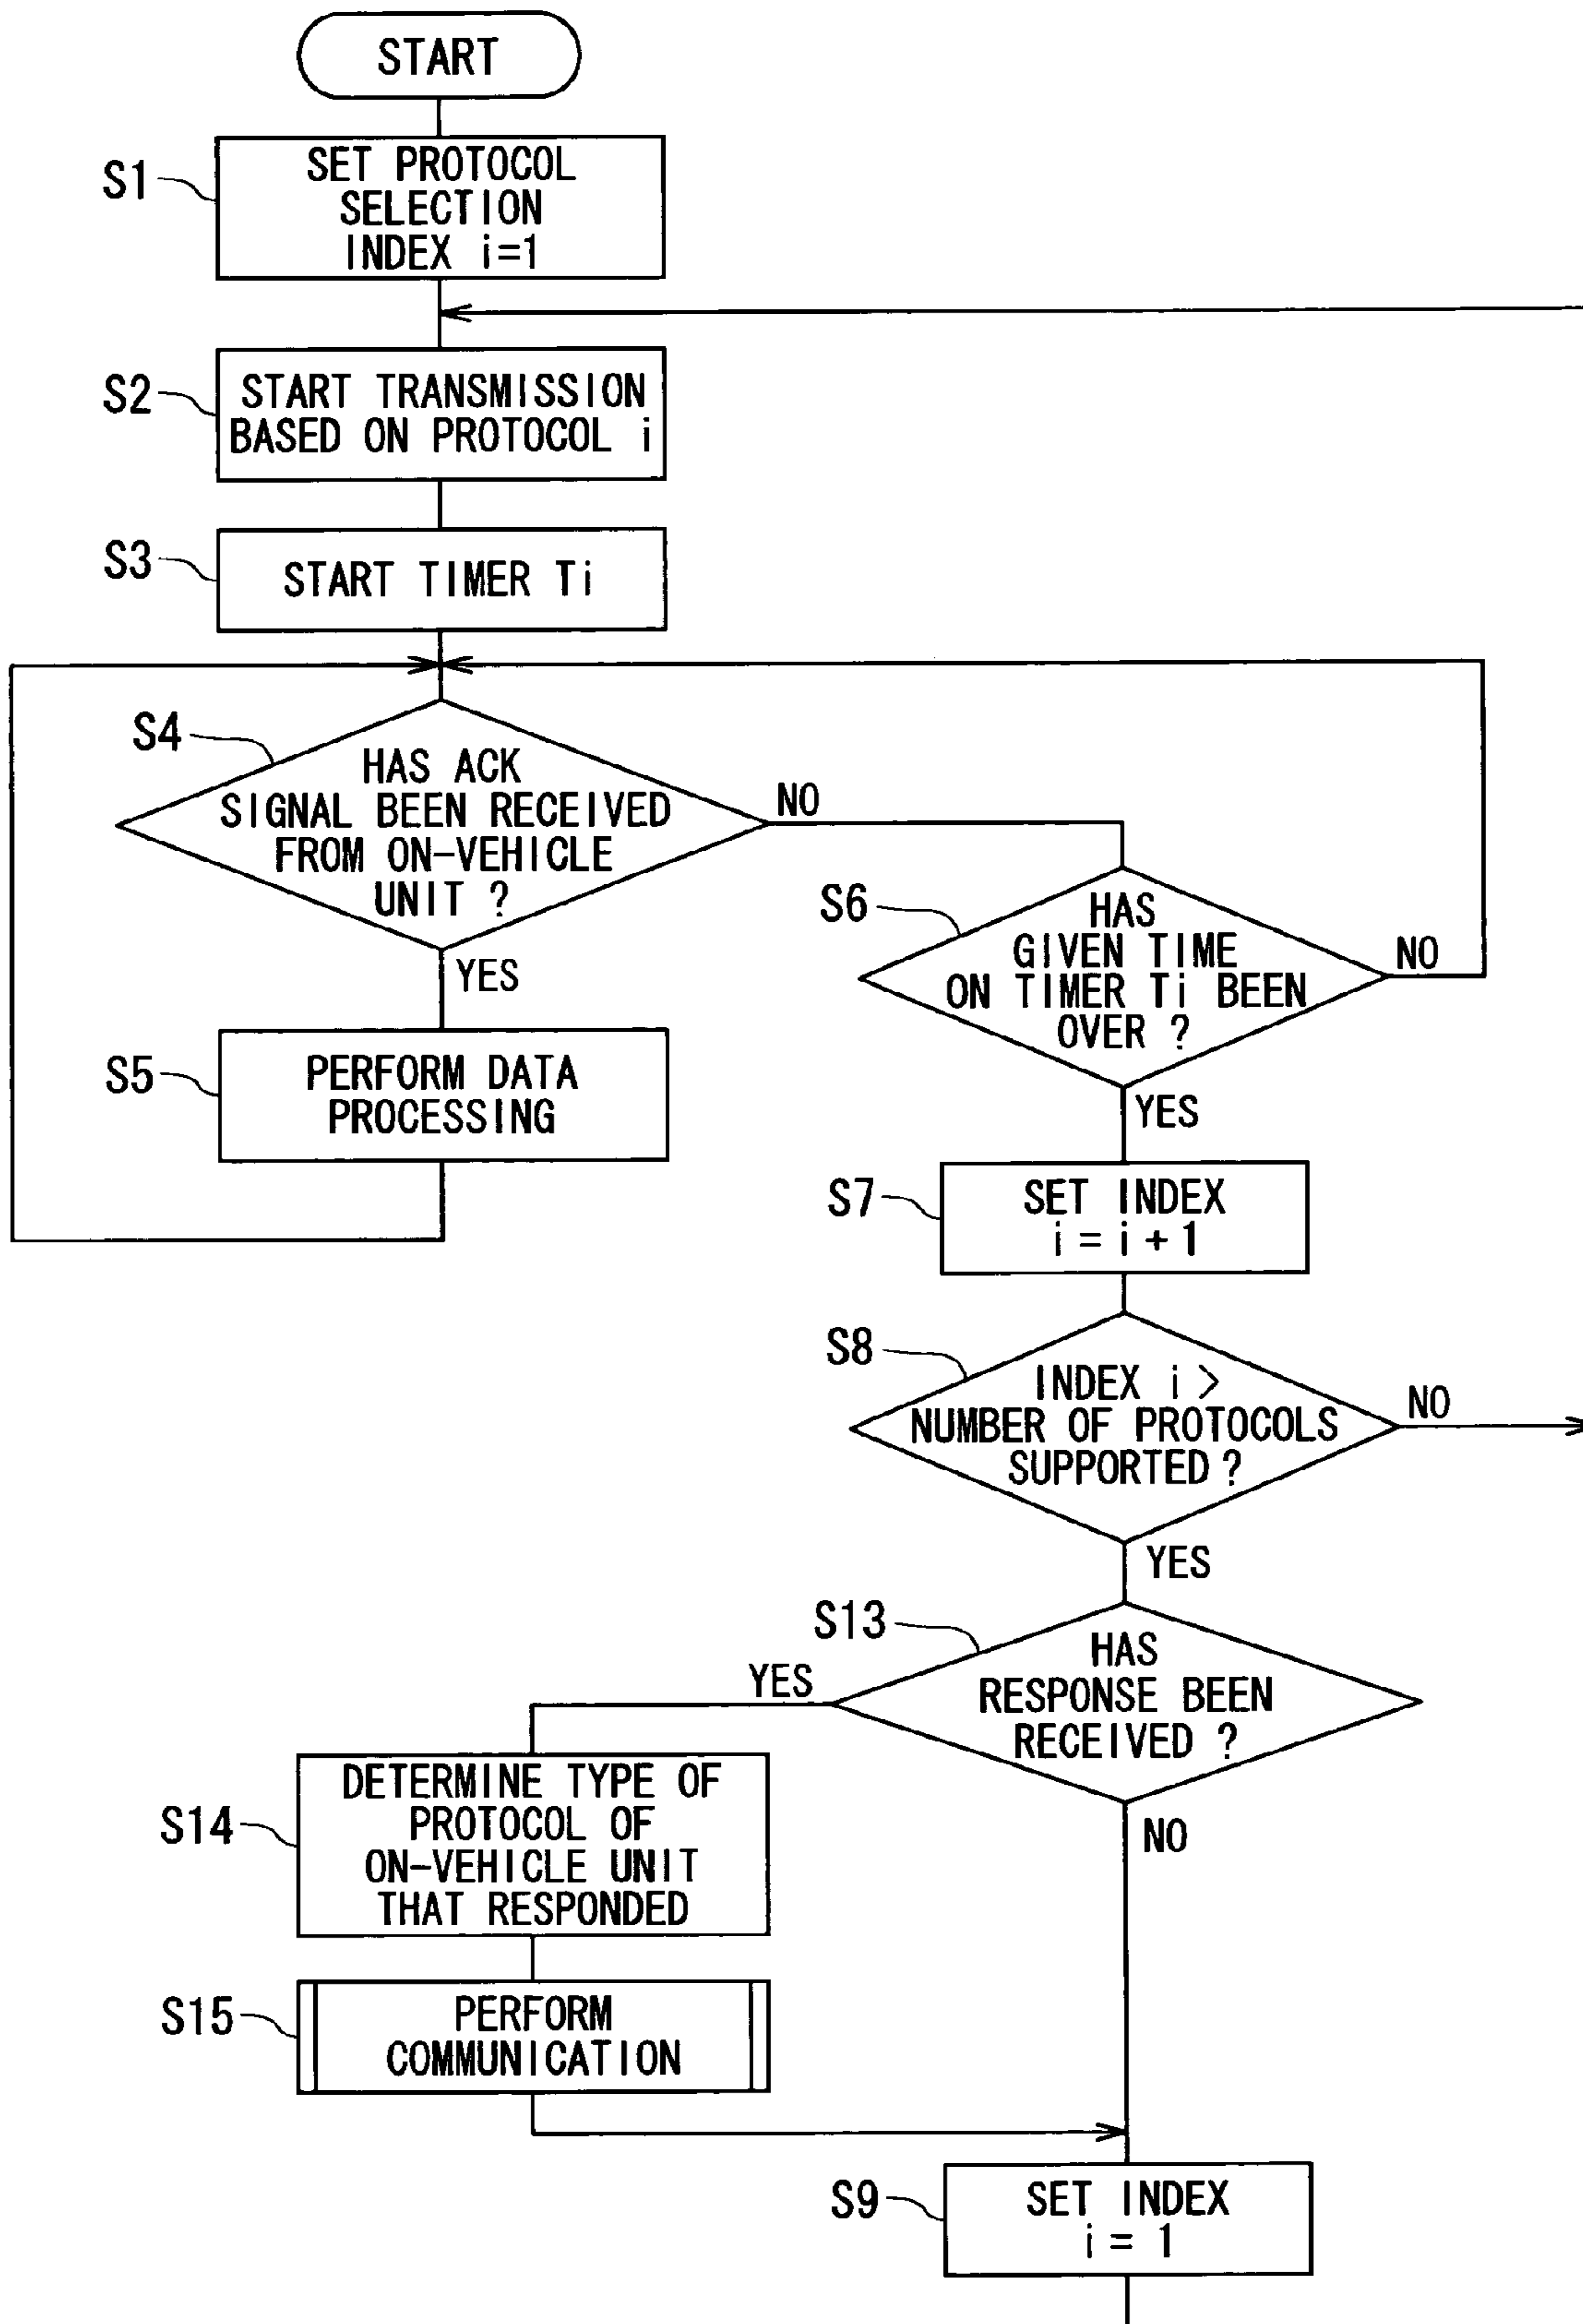 START
S1
SET PROTOCOL
SELECTION
INDEX i=1
S2
START TRANSMISSION
BASED ON PROTOCOL i
S3
START TIMER Ti
S4
HAS ACK
SIGNAL BEEN RECEIVED
FROM ON-VEHICLE
UNIT ?
NO
YES
S5
PERFORM DATA
PROCESSING
S6
HAS
GIVEN TIME
ON TIMER Ti BEEN
OVER ?
NO
YES
S7
SET INDEX
i = i + 1
S8
INDEX i >
NUMBER OF PROTOCOLS
SUPPORTED ?
NO
YES
S13
HAS
RESPONSE BEEN
RECEIVED ?
YES
NO
S14
DETERMINE TYPE OF
PROTOCOL OF
ON-VEHICLE UNIT
THAT RESPONDED
S15
PERFORM
COMMUNICATION
S9
SET INDEX
i = 1